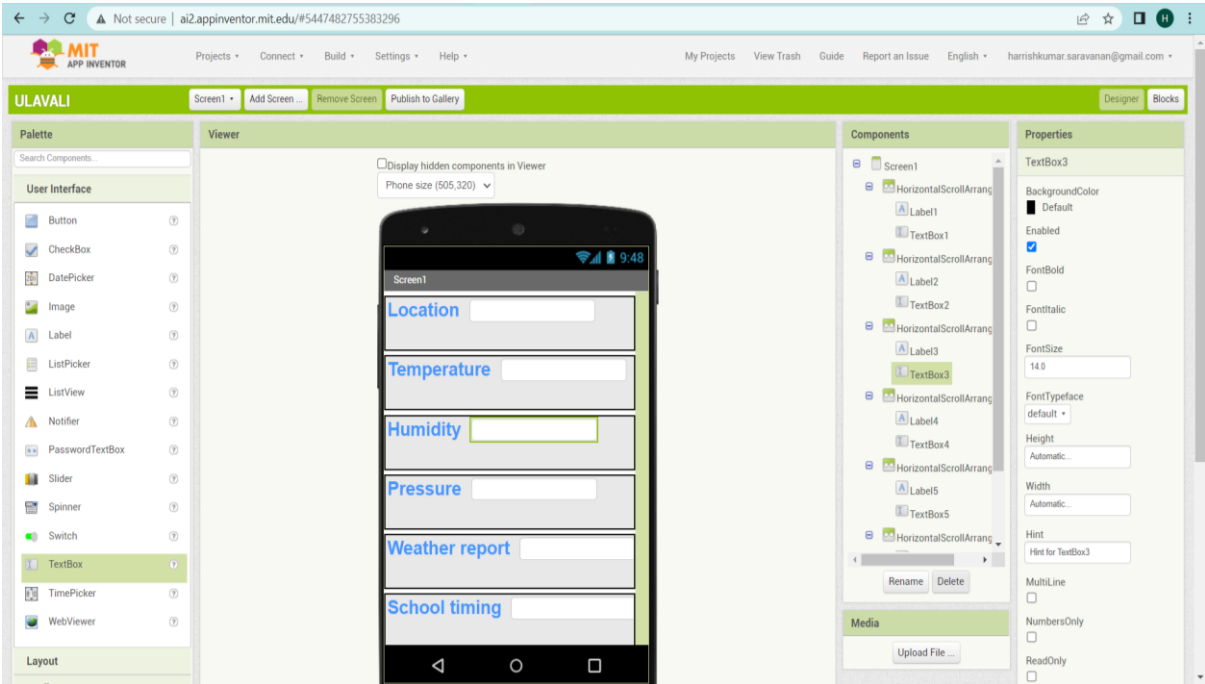 Not secure | ai2.appinventor.mit.edu/#5447482755383296
H
MIT
APP INVENTOR
Projects Connect Build Settings Help My Projects View Trash Guide Report an Issue English harrishkumar.saravanan@gmail.com
ULAVALI Screen1 Add Screen ... Remove Screen Publish to Gallery Designer Blocks
Palette
Search Components...
User Interface
Button
CheckBox
DatePicker
Image
Label
ListPicker
ListView
Notifier
PasswordTextBox
Slider
Spinner
Switch
TextBox
TimePicker
WebViewer
Layout
Viewer
Display hidden components in Viewer
Phone size (505,320)
9:48
Screen1
Location
Temperature
Humidity
Pressure
Weather report
School timing
Components
Screen1
HorizontalScrollArrang
Label1
TextBox1
HorizontalScrollArrang
Label2
TextBox2
HorizontalScrollArrang
Label3
TextBox3
HorizontalScrollArrang
Label4
TextBox4
HorizontalScrollArrang
Label5
TextBox5
HorizontalScrollArrang
Rename Delete
Media
Upload File ...
Properties
TextBox3
BackgroundColor
Default
Enabled
FontBold
FontItalic
FontSize
14.0
FontTypeface
default
Height
Automatic...
Width
Automatic...
Hint
Hint for TextBox3
MultiLine
NumbersOnly
ReadOnly